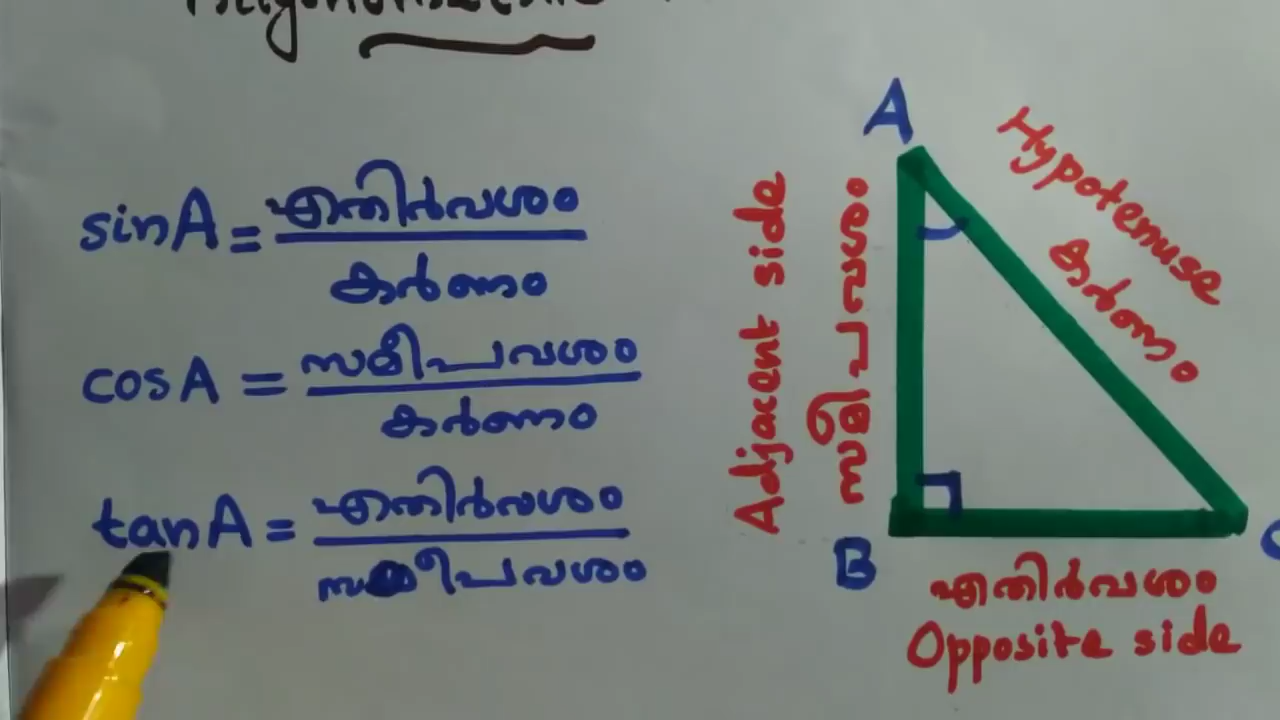 sinA = എതിർവശം
കർണം
cosA = സമീപവശം
കർണം
tanA = എതിർവശം
സമീപവശം
A
Hypotenuse
കർണം
Adjacent side
സമീപവശം
B
C
എതിർവശം
Opposite side